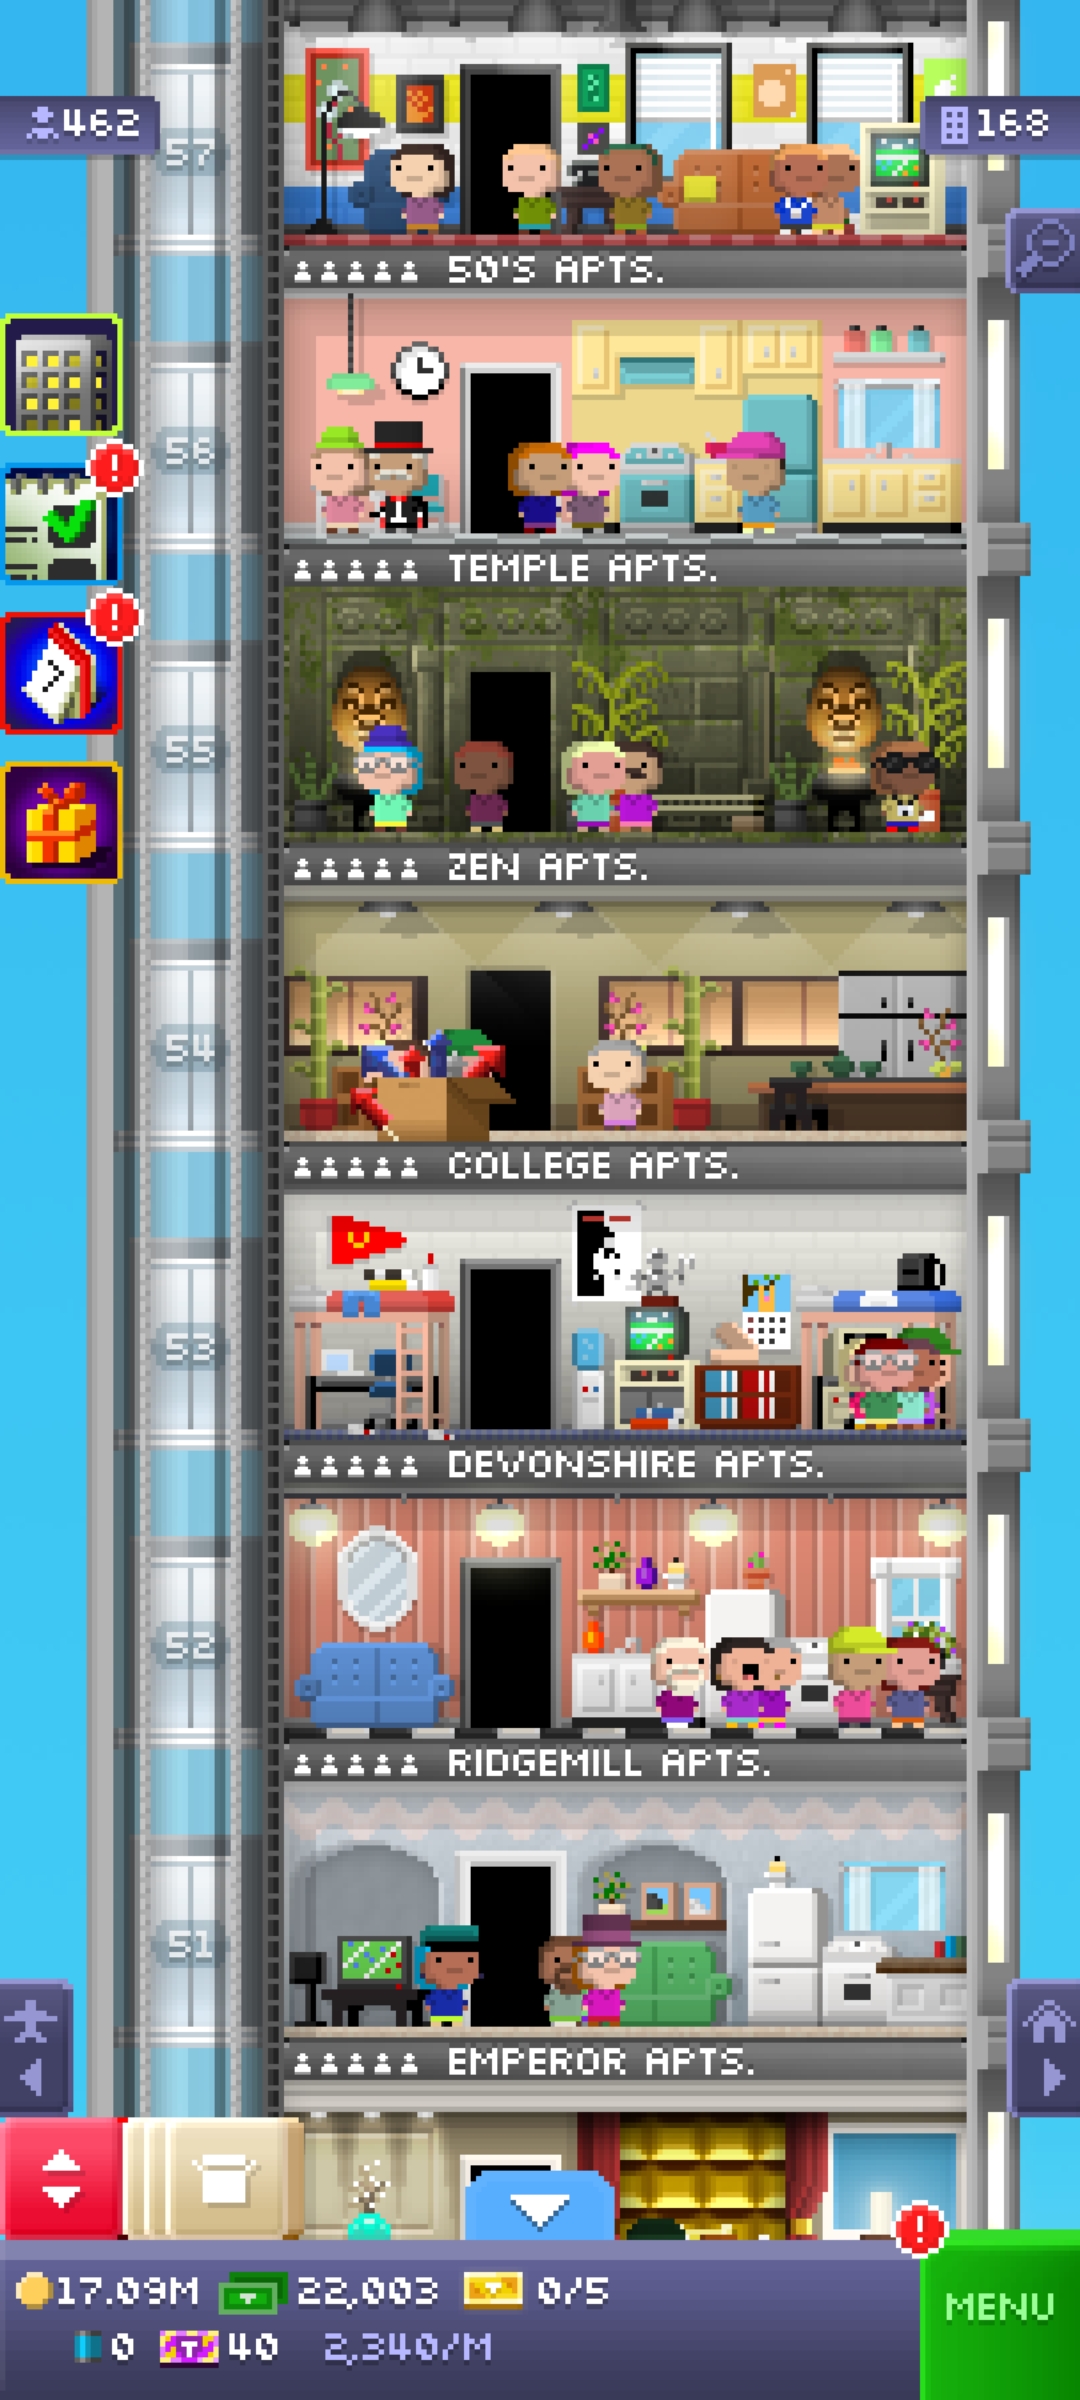 462
168
57
50'S APTS.
56
TEMPLE APTS.
55
ZEN APTS.
54
COLLEGE APTS.
53
DEVONSHIRE APTS.
52
RIDGEMILL APTS.
51
EMPEROR APTS.
17.09M 22,003 0/5
MENU
0 40 2,340/M